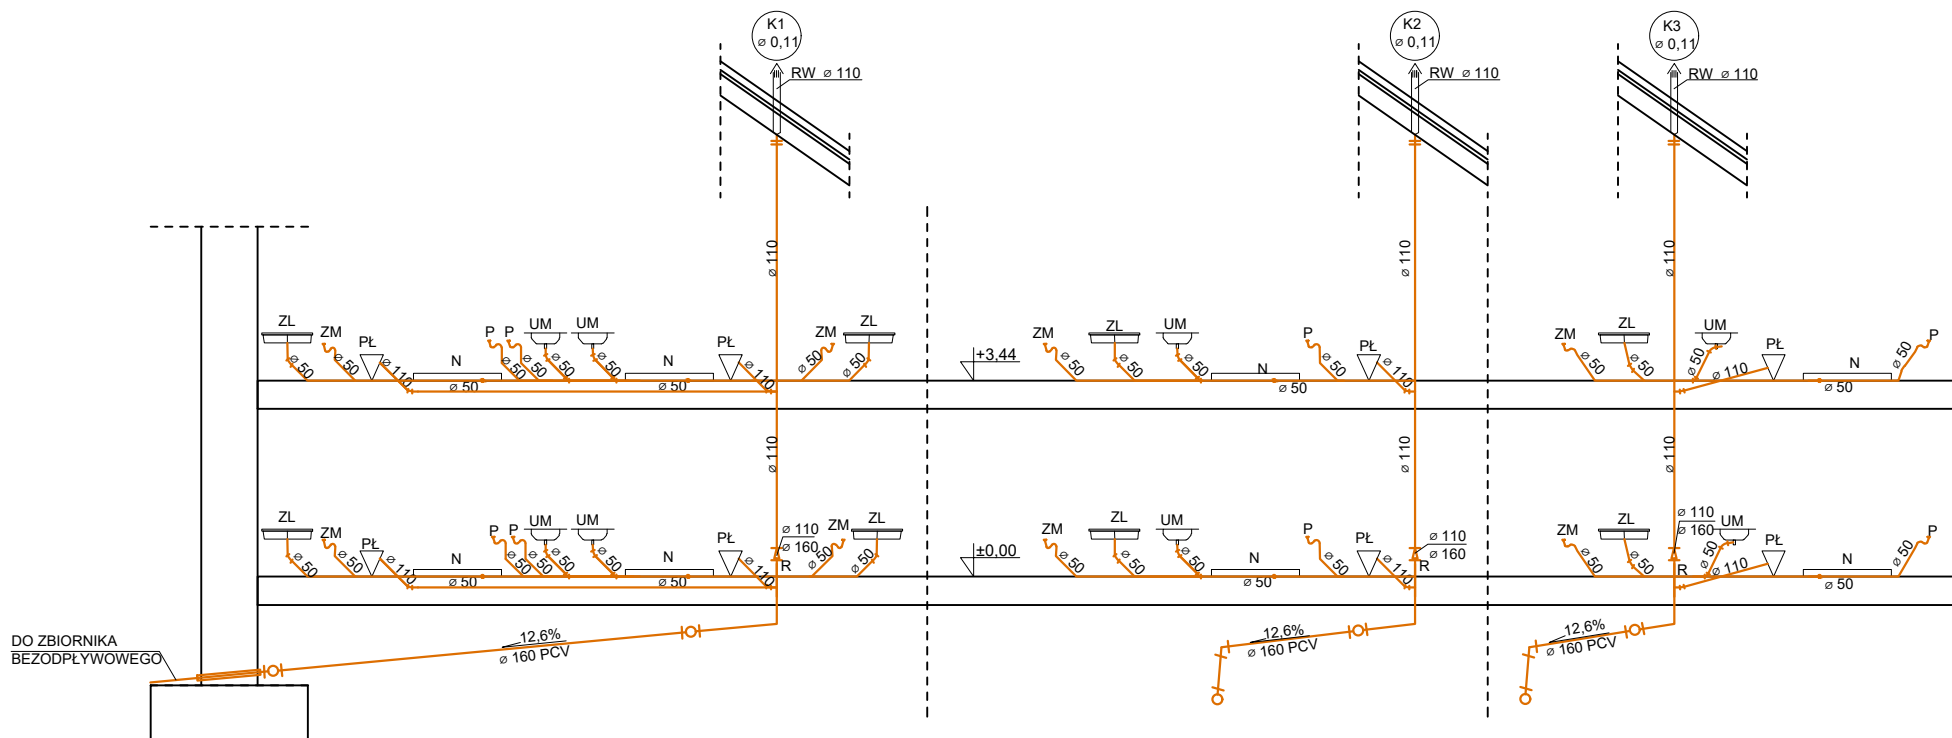 K1
⌀ 0,11
K2
⌀ 0,11
K3
⌀ 0,11
RW ⌀ 110
RW ⌀ 110
RW ⌀ 110
⌀ 110
⌀ 110
⌀ 110
ZL
ZM
PŁ
N
P
P
UM
UM
N
PŁ
ZM
ZL
+3,44
ZM
ZL
UM
N
P
PŁ
ZM
ZL
UM
PŁ
N
P
⌀ 50
⌀ 50
⌀ 110
⌀ 50
⌀ 50
⌀ 50
⌀ 50
⌀ 50
⌀ 50
⌀ 110
⌀ 50
⌀ 50
⌀ 50
⌀ 50
⌀ 50
⌀ 50
⌀ 50
⌀ 110
⌀ 50
⌀ 50
⌀ 50
⌀ 110
⌀ 50
⌀ 50
⌀ 110
⌀ 110
⌀ 110
ZL
ZM
PŁ
N
P
P
UM
UM
N
PŁ
⌀ 110
⌀ 160
R
ZM
ZL
±0,00
ZM
ZL
UM
N
P
PŁ
⌀ 110
⌀ 160
R
ZM
ZL
⌀ 110
⌀ 160
R
UM
PŁ
N
P
⌀ 50
⌀ 50
⌀ 110
⌀ 50
⌀ 50
⌀ 50
⌀ 50
⌀ 50
⌀ 50
⌀ 110
⌀ 50
⌀ 50
⌀ 50
⌀ 50
⌀ 50
⌀ 50
⌀ 50
⌀ 110
⌀ 50
⌀ 50
⌀ 50
⌀ 110
⌀ 50
⌀ 50
DO ZBIORNIKA
BEZODPŁYWOWEGO
12,6%
⌀ 160 PCV
12,6%
⌀ 160 PCV
12,6%
⌀ 160 PCV